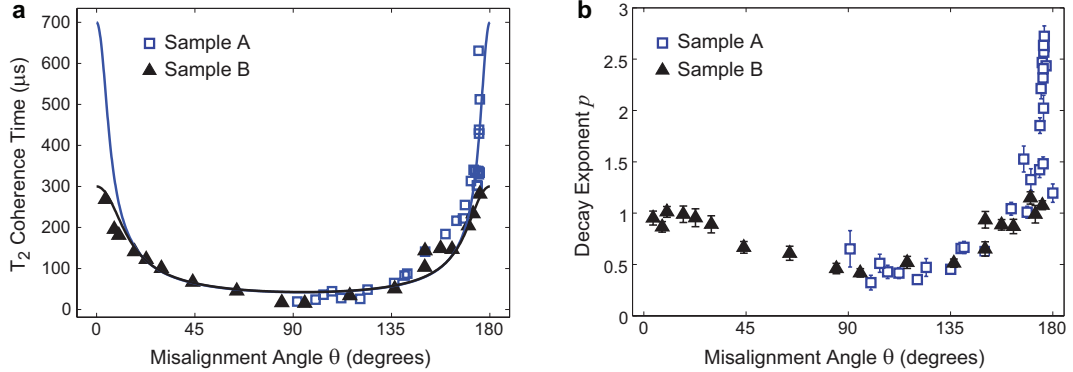 a
700
600
500
400
300
200
100
0
0 45 90 135 180
T2 Coherence Time (μs)
Misalignment Angle θ (degrees)
Sample A
Sample B
b
3
2.5
2
1.5
1
0.5
0
0 45 90 135 180
Decay Exponent p
Misalignment Angle θ (degrees)
Sample A
Sample B